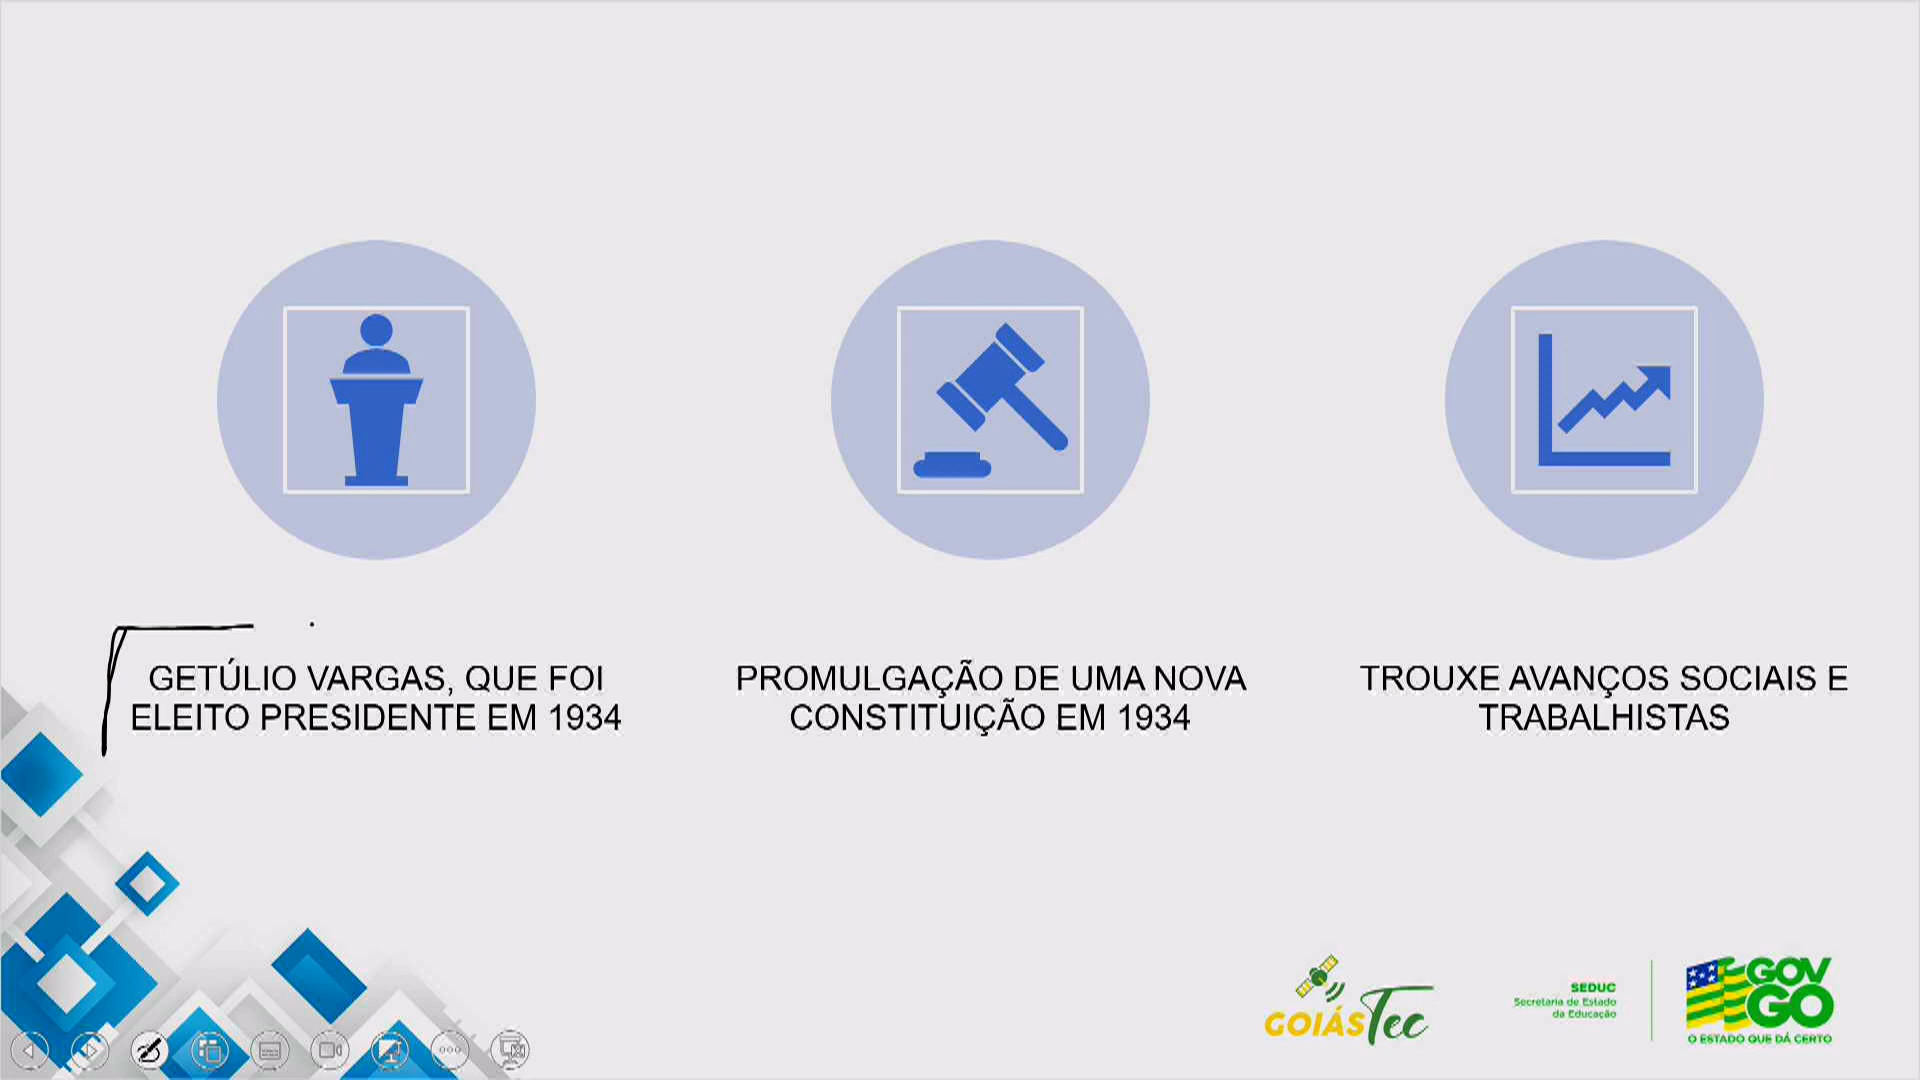 GETÚLIO VARGAS, QUE FOI
ELEITO PRESIDENTE EM 1934
PROMULGAÇÃO DE UMA NOVA
CONSTITUIÇÃO EM 1934
TROUXE AVANÇOS SOCIAIS E
TRABALHISTAS
GOIÁSTec
SEDUC
Secretaria de Estado
da Educação
GOV
GO
O ESTADO QUE DÁ CERTO